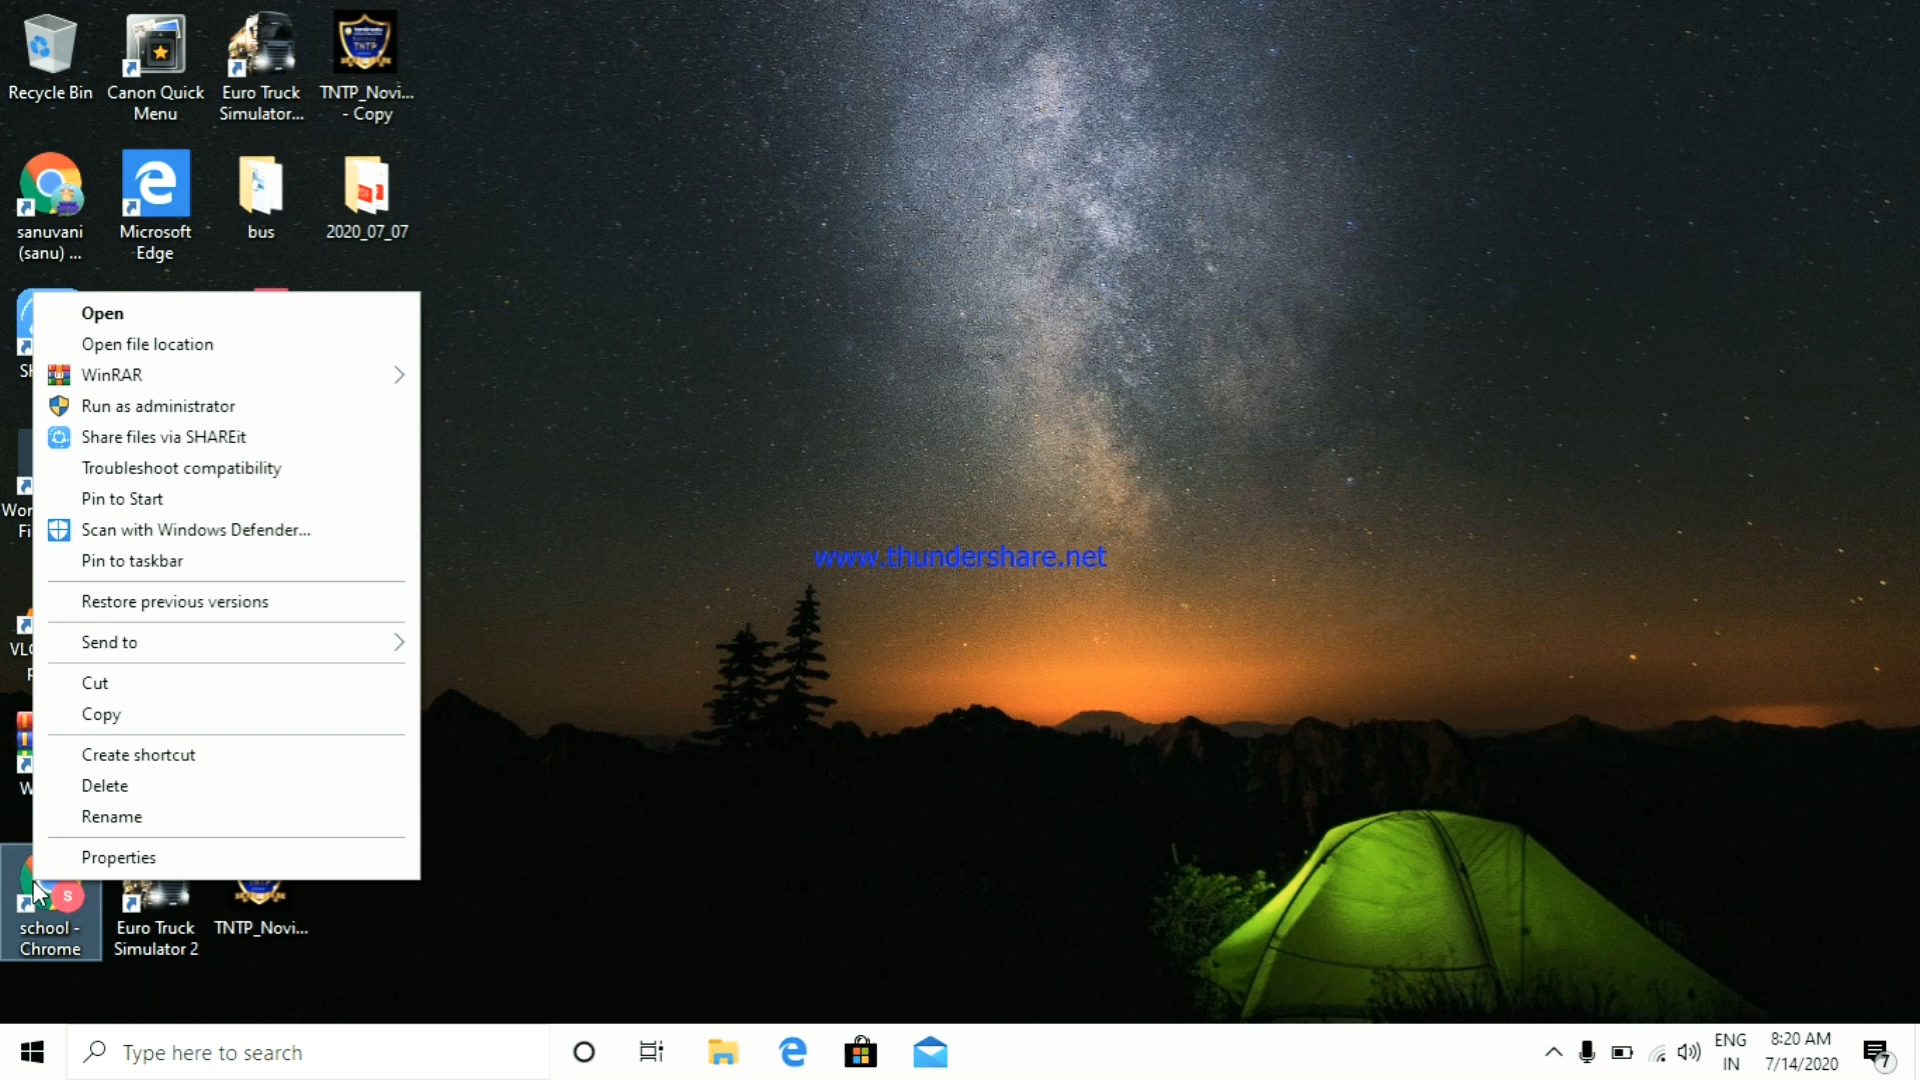 Recycle Bin
Canon Quick
Menu
Euro Truck
Simulator...
TNTP_Novi...
- Copy
TNTP
sanuvani
(sanu) ...
Microsoft
Edge
bus
2020_07_07
Open
Open file location
WinRAR
Run as administrator
Share files via SHAREit
Troubleshoot compatibility
Pin to Start
Scan with Windows Defender...
Pin to taskbar
Restore previous versions
Send to
Cut
Copy
Create shortcut
Delete
Rename
Properties
www.thundershare.net
S
school -
Chrome
Euro Truck
Simulator 2
TNTP_Novi...
Type here to search
ENG
IN
8:20 AM
7/14/2020
7